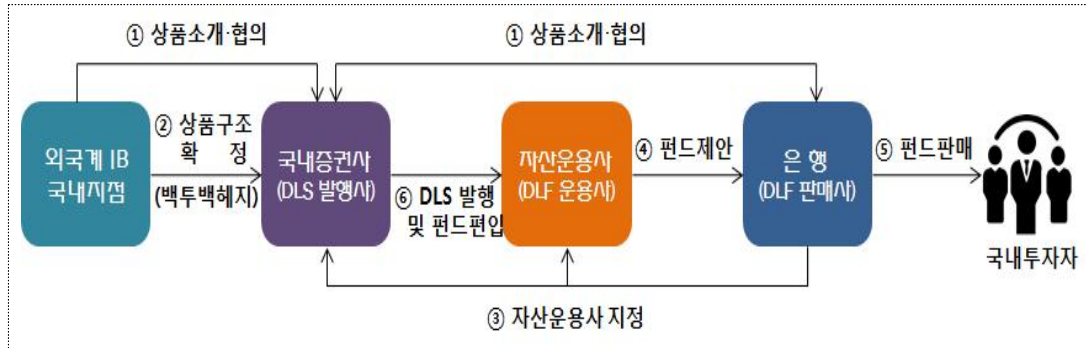 ① 상품소개·협의
① 상품소개·협의
외국계 IB
국내지점
② 상품구조
확 정
(백투백헤지)
국내증권사
(DLS 발행사)
⑥ DLS 발행
및 펀드편입
자산운용사
(DLF 운용사)
④ 펀드제안
은 행
(DLF 판매사)
⑤ 펀드판매
국내투자자
③ 자산운용사 지정